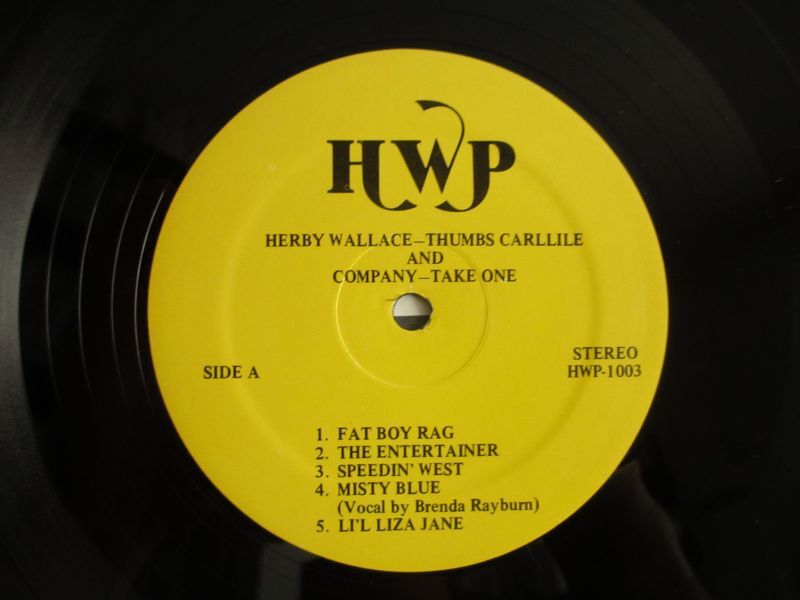 HWP
HERBY WALLACE–THUMBS CARLLILE
AND
COMPANY–TAKE ONE
SIDE A
STEREO
HWP-1003
1. FAT BOY RAG
2. THE ENTERTAINER
3. SPEEDIN' WEST
4. MISTY BLUE
(Vocal by Brenda Rayburn)
5. LI'L LIZA JANE